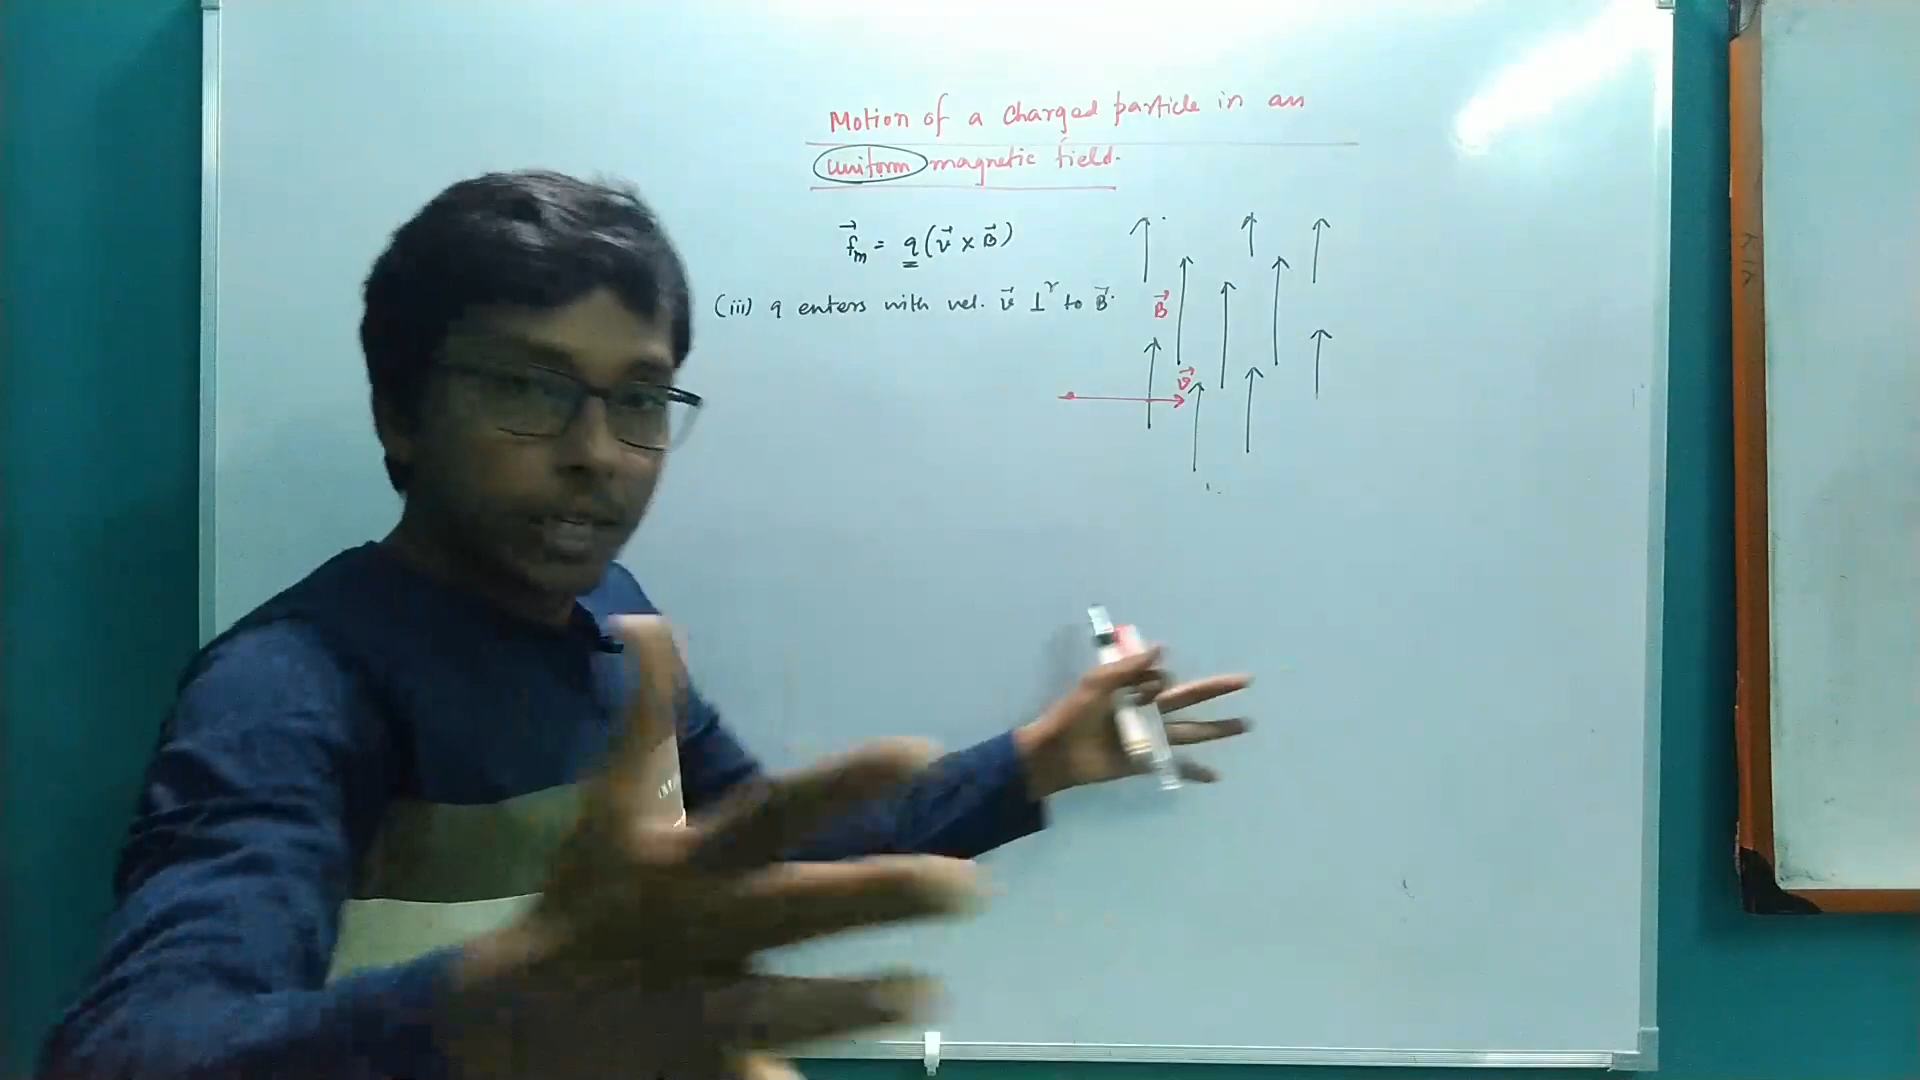 Motion of a charged particle in an
uniform magnetic field.
f⃗m = q(v⃗ × B⃗)
(iii) q enters with vel. v⃗ ⊥ʳ to B⃗.
B⃗
v⃗